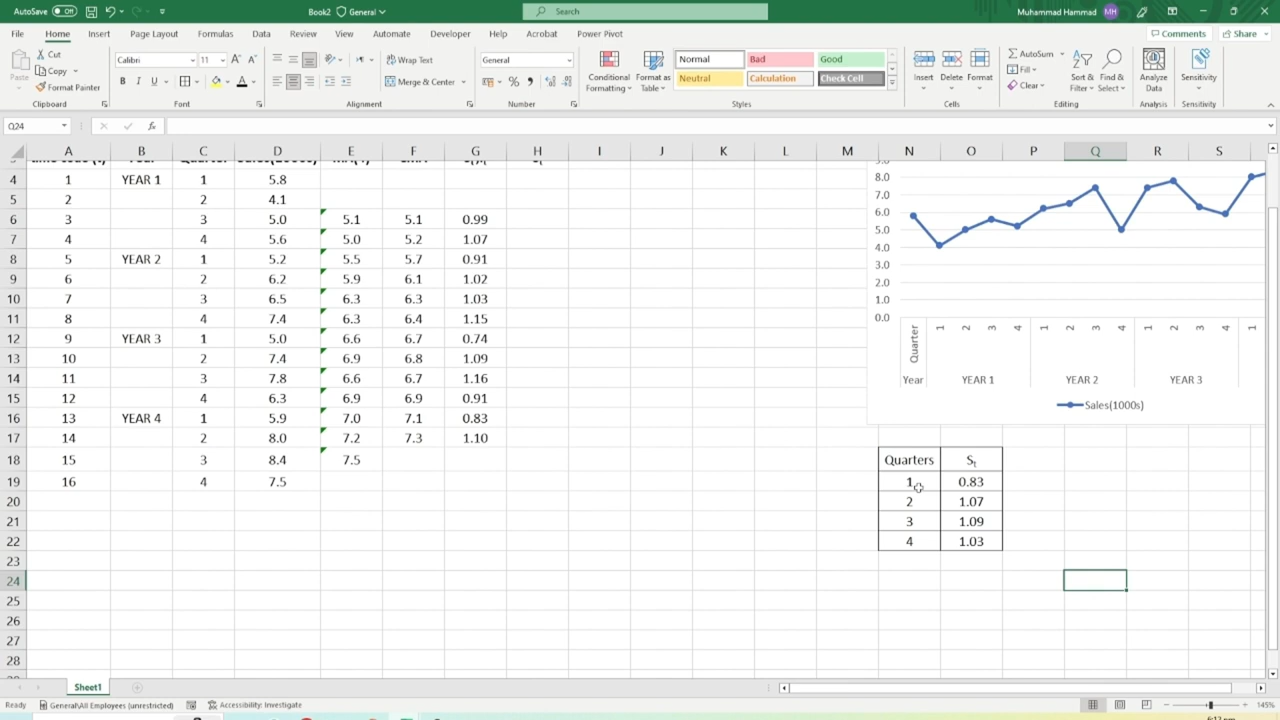 AutoSave Off Book2 General Search Muhammad Hammad MH
File Home Insert Page Layout Formulas Data Review View Automate Developer Help Acrobat Power Pivot Comments Share
Paste Cut Copy Format Painter Clipboard
Calibri 11 A A B I U A Font
Wrap Text Merge & Center Alignment
General % , Number
Conditional Formatting Format as Table Normal Bad Good Neutral Calculation Check Cell Styles
Insert Delete Format Cells
AutoSum Fill Clear Sort & Filter Find & Select Editing
Analyze Data Analysis
Sensitivity Sensitivity
Q24 fx
A B C D E F G H I J K L M N O P Q R S
4 1 YEAR 1 1 5.8
5 2 2 4.1
6 3 3 5.0 5.1 5.1 0.99
7 4 4 5.6 5.0 5.2 1.07
8 5 YEAR 2 1 5.2 5.5 5.7 0.91
9 6 2 6.2 5.9 6.1 1.02
10 7 3 6.5 6.3 6.3 1.03
11 8 4 7.4 6.3 6.4 1.15
12 9 YEAR 3 1 5.0 6.6 6.7 0.74
13 10 2 7.4 6.9 6.8 1.09
14 11 3 7.8 6.6 6.7 1.16
15 12 4 6.3 6.9 6.9 0.91
16 13 YEAR 4 1 5.9 7.0 7.1 0.83
17 14 2 8.0 7.2 7.3 1.10
18 15 3 8.4 7.5
19 16 4 7.5
20
21
22
23
24
25
26
27
28
8.0
7.0
6.0
5.0
4.0
3.0
2.0
1.0
0.0
Quarter 1 2 3 4 1 2 3 4 1 2 3 4 1
Year YEAR 1 YEAR 2 YEAR 3
Sales(1000s)
Quarters St
1 0.83
2 1.07
3 1.09
4 1.03
Sheet1
Ready General\All Employees (unrestricted) Accessibility: Investigate 145%